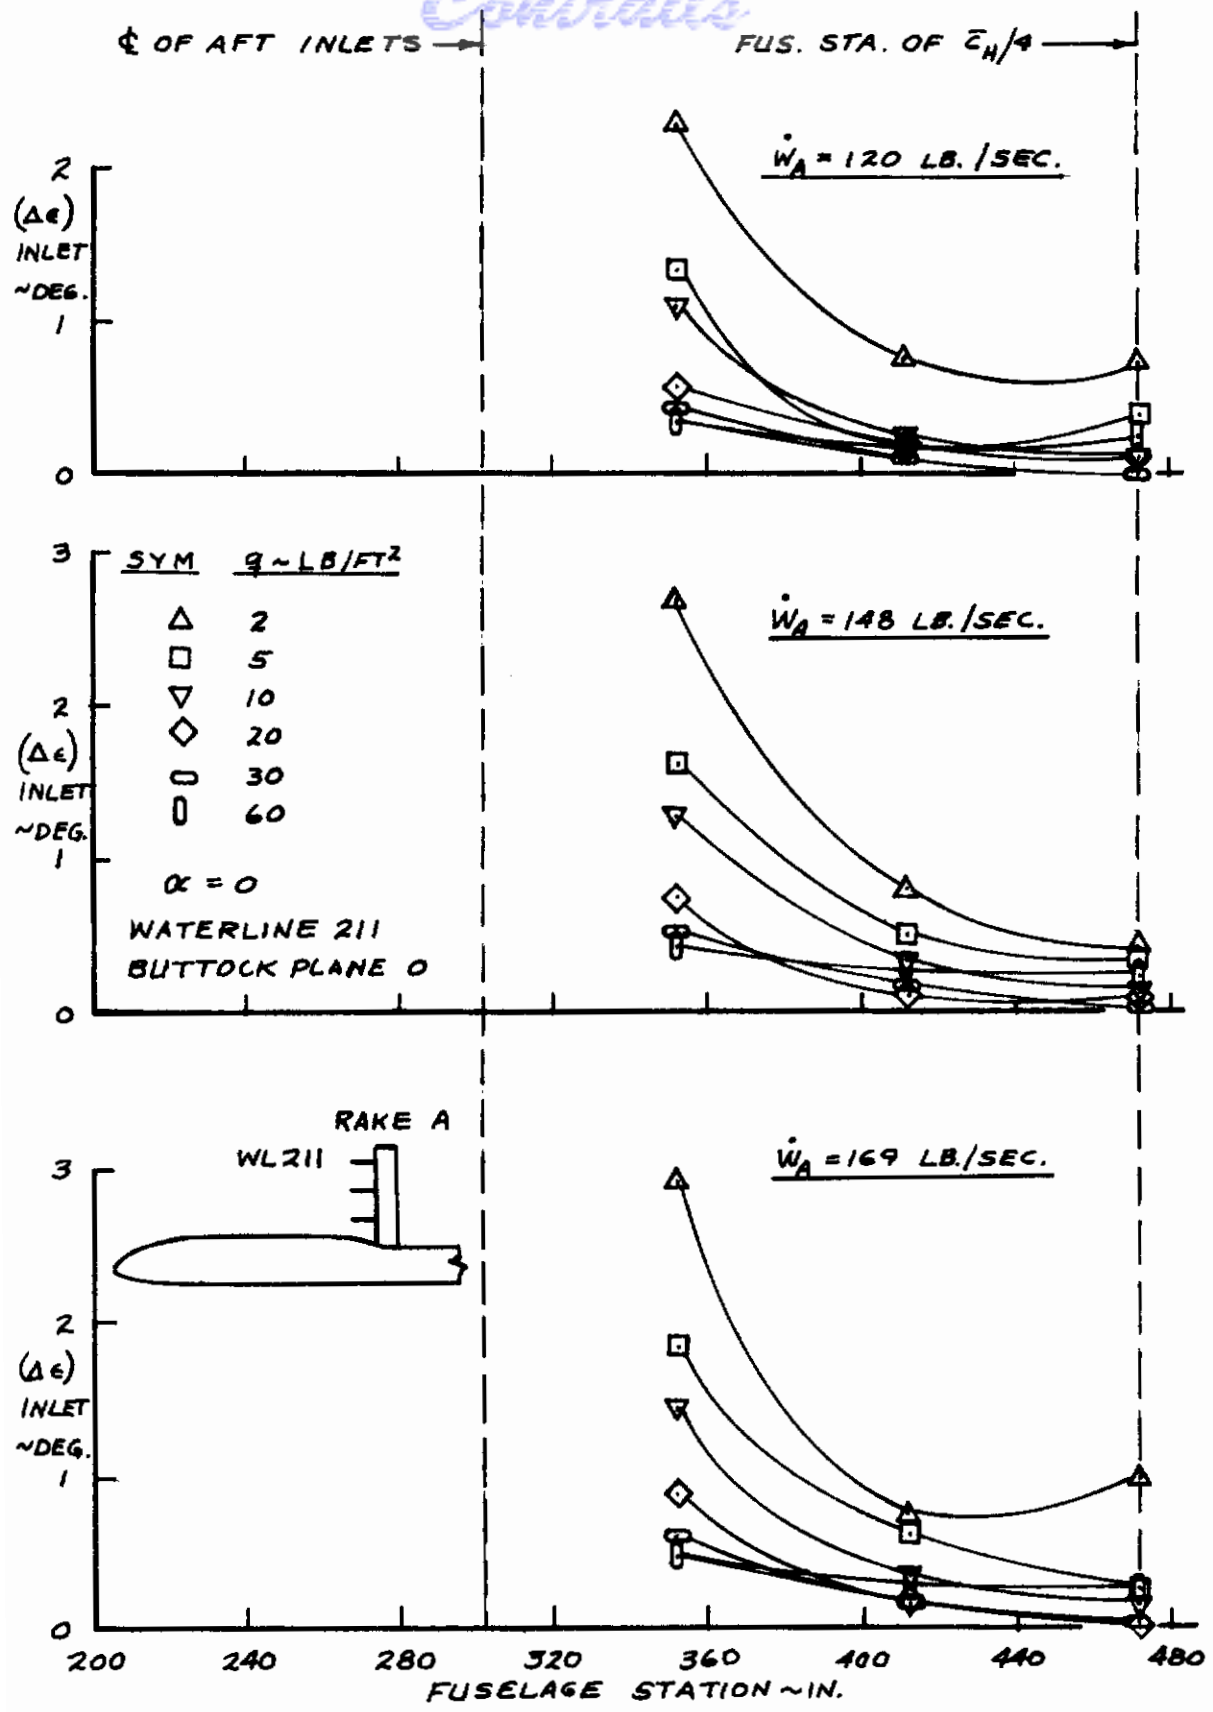 Contrails
℄ OF AFT INLETS
FUS. STA. OF c̄H/4
ẆA = 120 LB./SEC.
2
(Δϵ)
INLET
~DEG.
1
0
3
SYM q ~ LB/FT²
△ 2
□ 5
▽ 10
◇ 20
30
60
ẆA = 148 LB./SEC.
2
(Δϵ)
INLET
~DEG.
1
α = 0
WATERLINE 211
BUTTOCK PLANE 0
0
RAKE A
WL211
ẆA = 169 LB./SEC.
3
2
(Δϵ)
INLET
~DEG.
1
0
200 240 280 320 360 400 440 480
FUSELAGE STATION ~ IN.